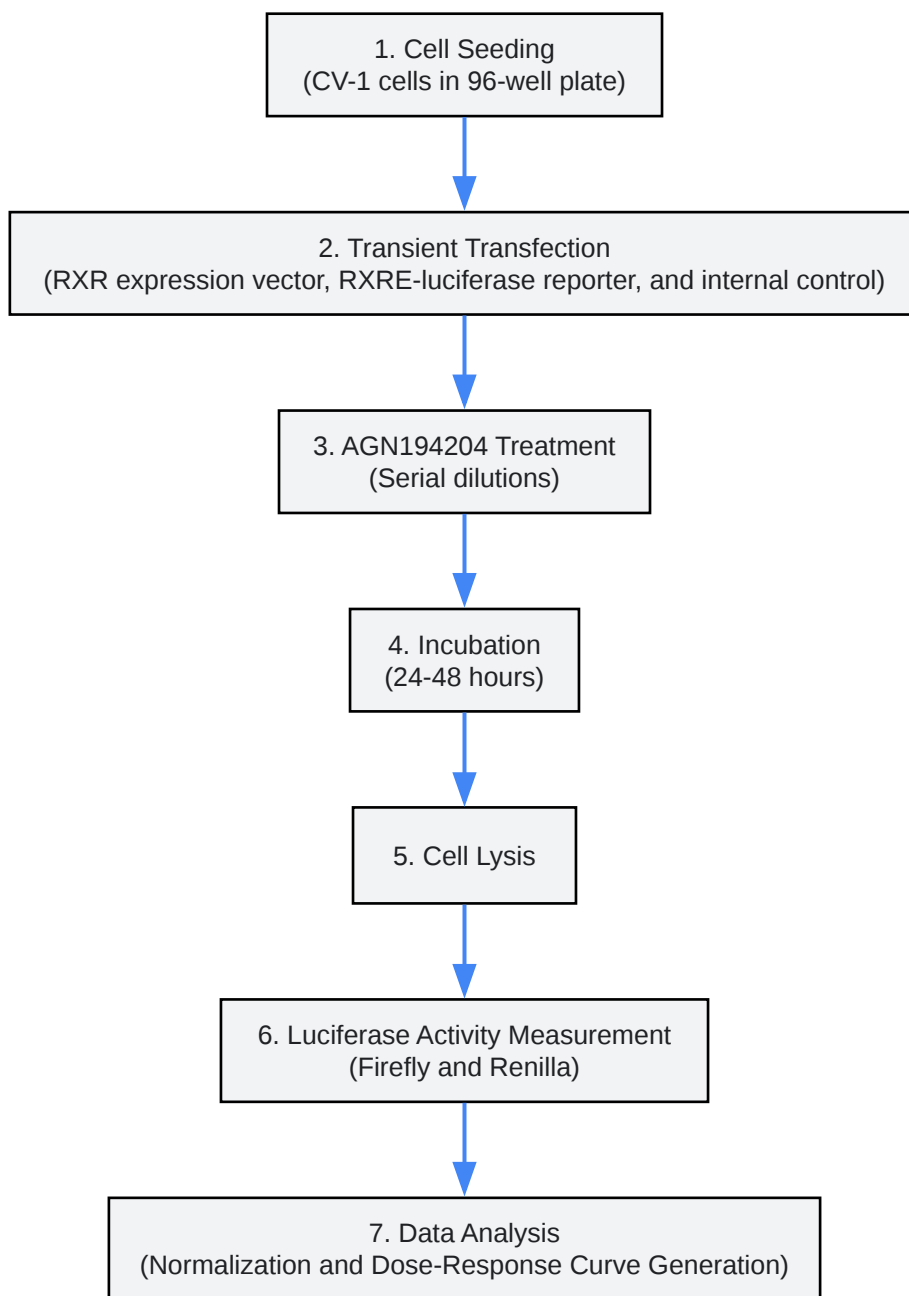 1. Cell Seeding
(CV-1 cells in 96-well plate)
2. Transient Transfection
(RXR expression vector, RXRE-luciferase reporter, and internal control)
3. AGN194204 Treatment
(Serial dilutions)
4. Incubation
(24-48 hours)
5. Cell Lysis
6. Luciferase Activity Measurement
(Firefly and Renilla)
7. Data Analysis
(Normalization and Dose-Response Curve Generation)